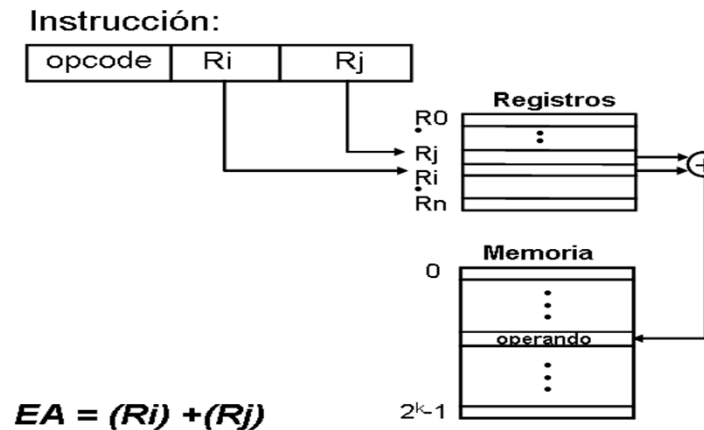 Instrucción:
opcode Ri Rj
Registros
R0
Rj
Ri
Rn
+
Memoria
0
operando
2ᵏ-1
EA = (Ri) +(Rj)